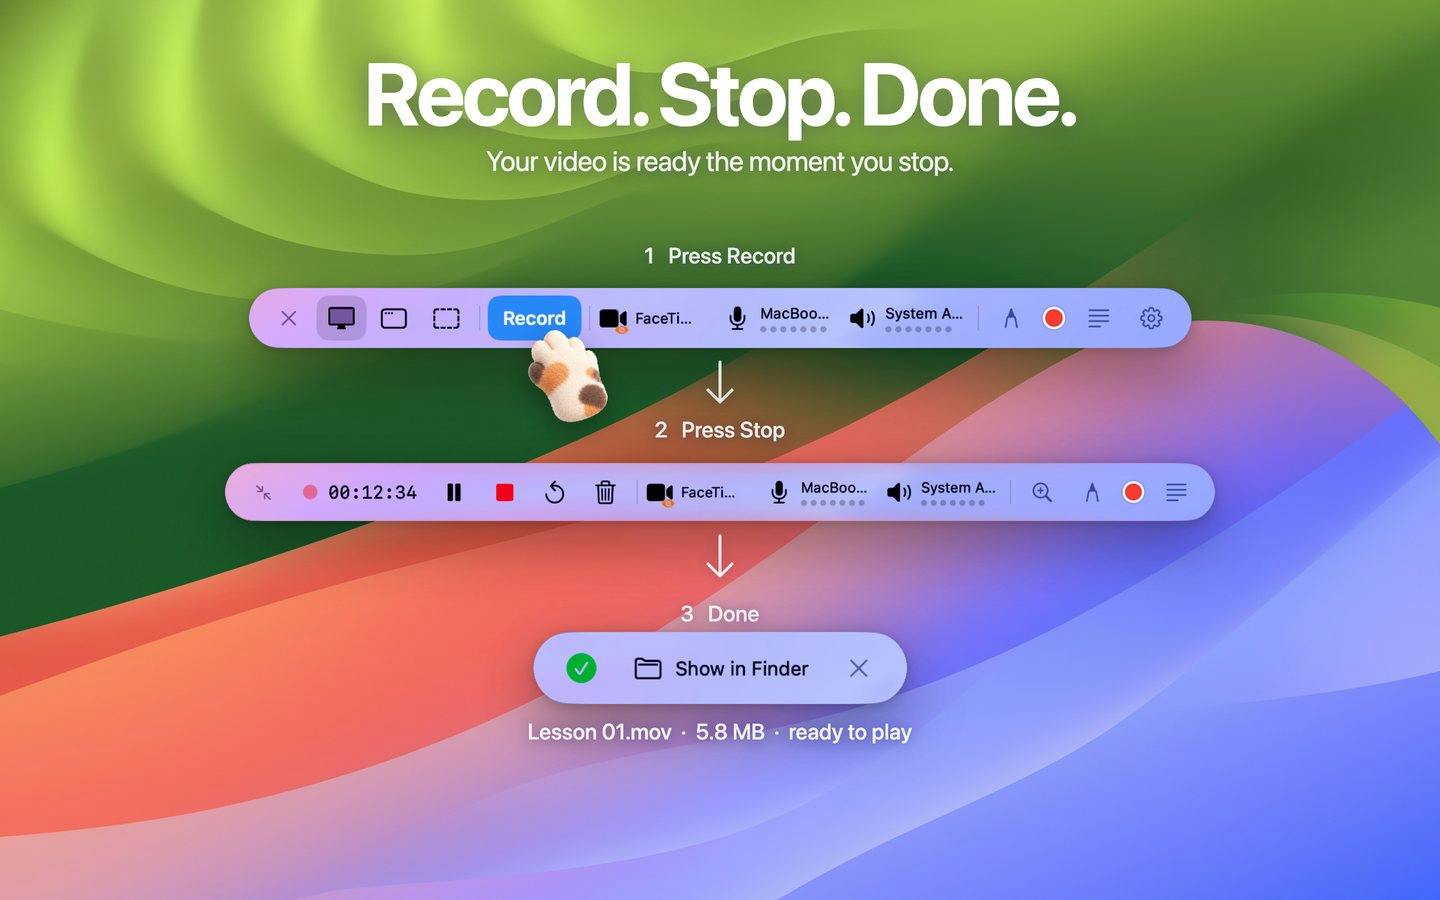 Record. Stop. Done.
Your video is ready the moment you stop.
1 Press Record
Record FaceTi... MacBoo... System A...
2 Press Stop
00:12:34 FaceTi... MacBoo... System A...
3 Done
Show in Finder
Lesson 01.mov · 5.8 MB · ready to play